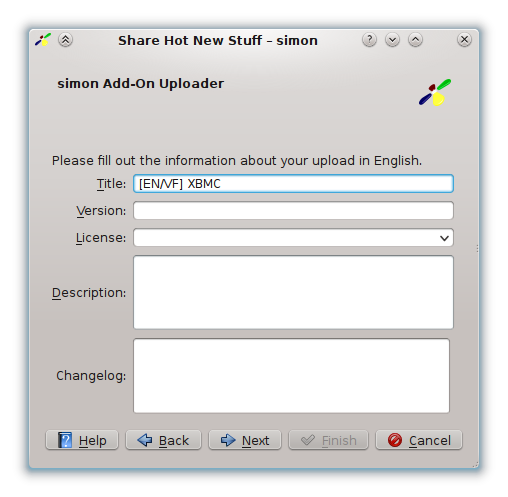 Share Hot New Stuff – simon
simon Add-On Uploader
Please fill out the information about your upload in English.
Title: [EN/VF] XBMC
Version:
License:
Description:
Changelog:
Help Back Next Finish Cancel